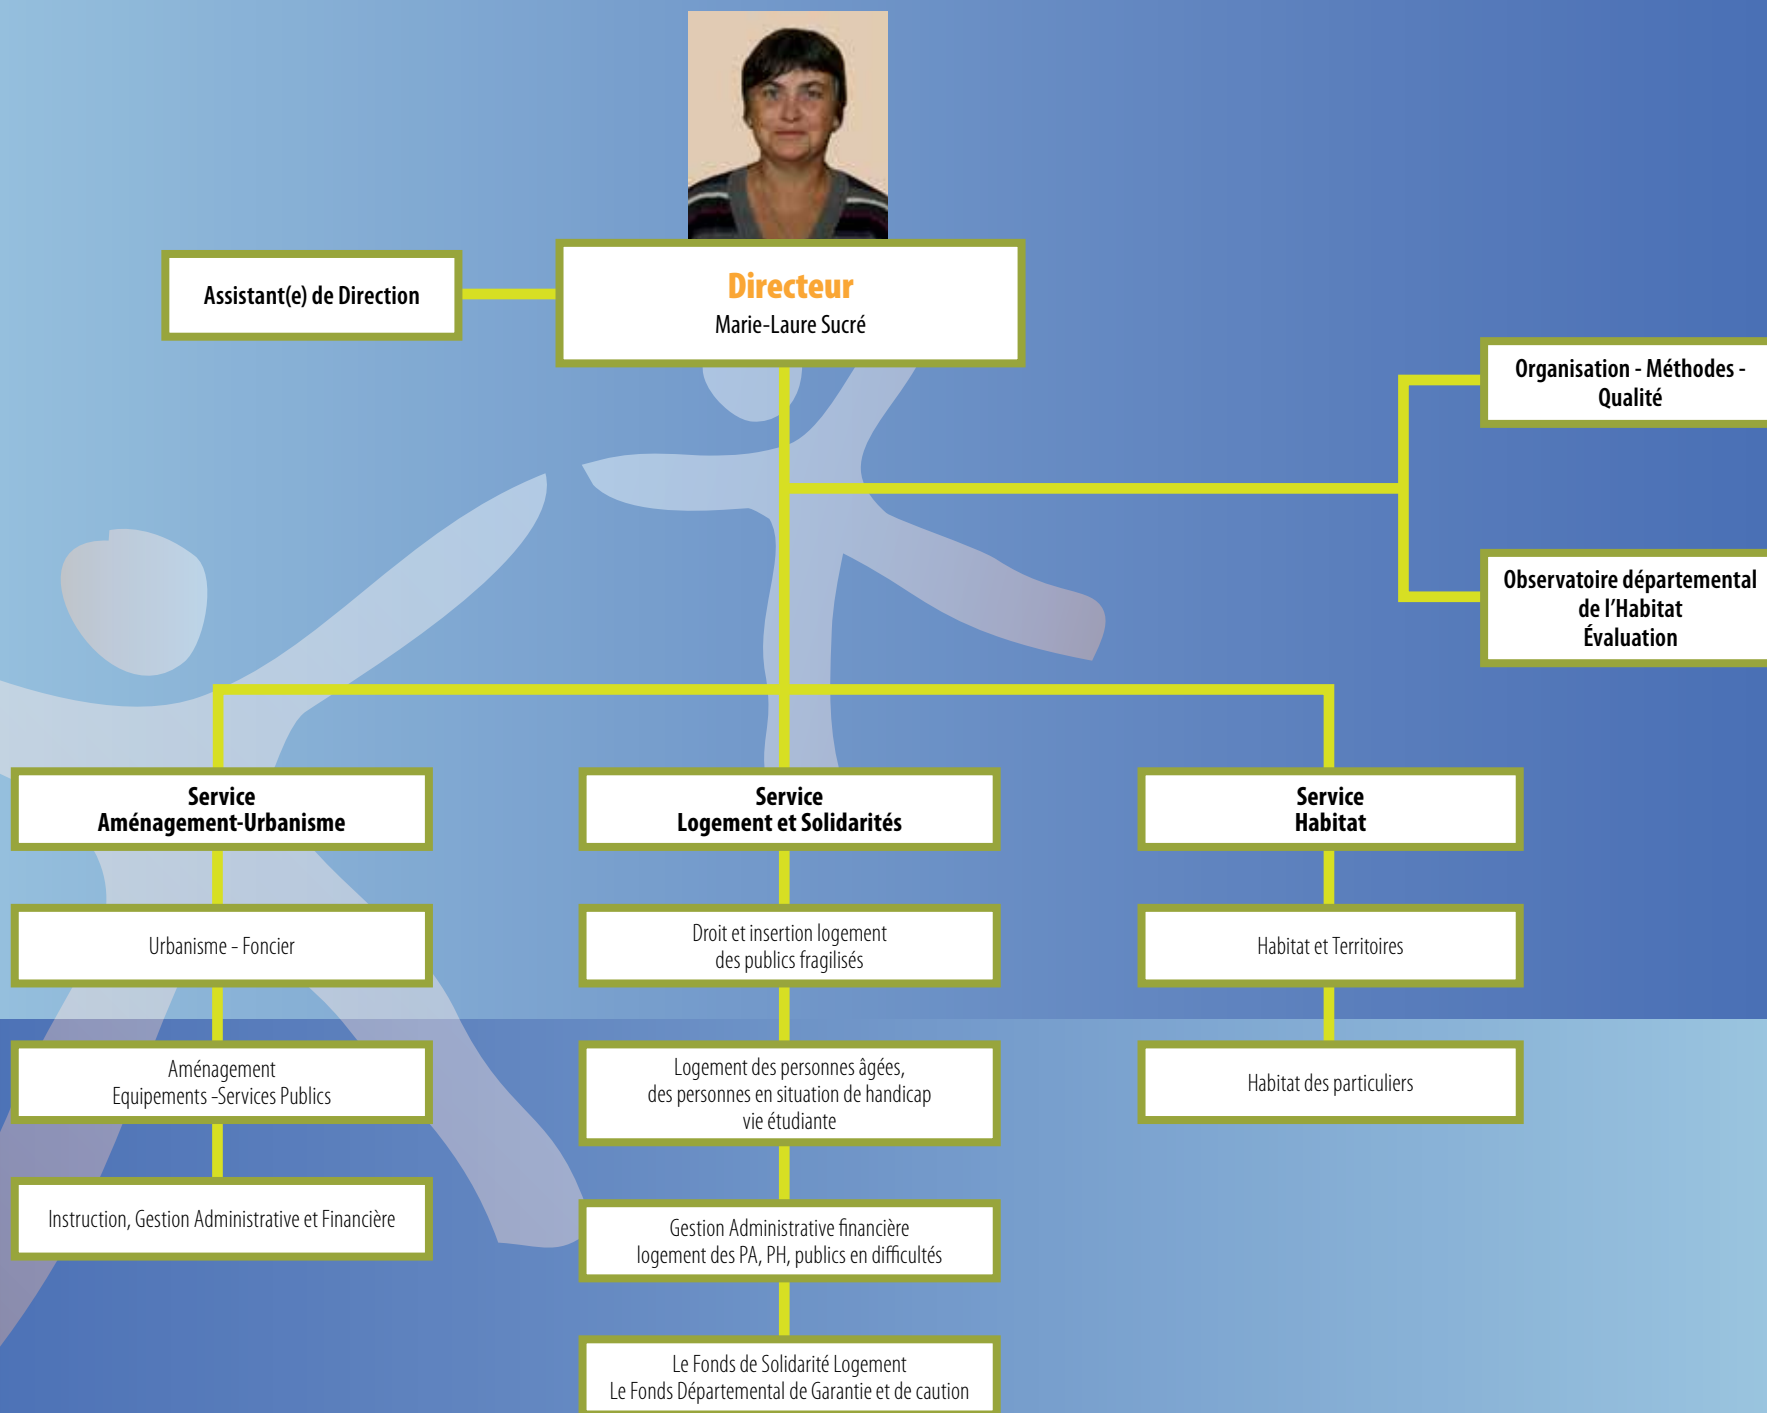 Assistant(e) de Direction
Directeur
Marie-Laure Sucré
Organisation - Méthodes -
Qualité
Observatoire départemental
de l'Habitat
Évaluation
Service
Aménagement-Urbanisme
Urbanisme - Foncier
Aménagement
Equipements -Services Publics
Instruction, Gestion Administrative et Financière
Service
Logement et Solidarités
Droit et insertion logement
des publics fragilisés
Logement des personnes âgées,
des personnes en situation de handicap
vie étudiante
Gestion Administrative financière
logement des PA, PH, publics en difficultés
Le Fonds de Solidarité Logement
Le Fonds Départemental de Garantie et de caution
Service
Habitat
Habitat et Territoires
Habitat des particuliers